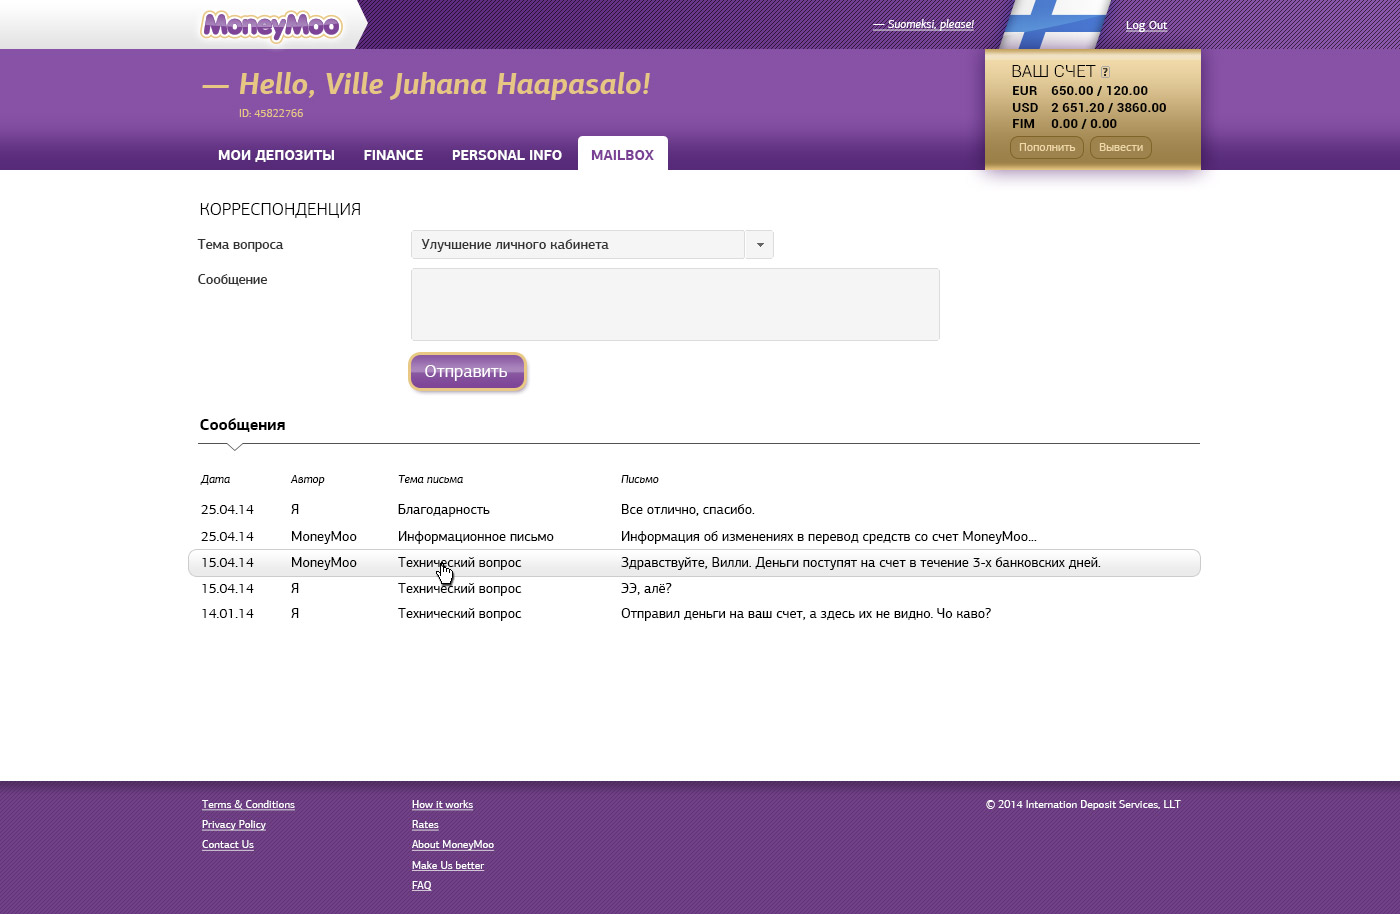 MoneyMoo
— Suomeksi, please!
Log Out
— Hello, Ville Juhana Haapasalo!
ID: 45822766
ВАШ СЧЕТ ?
EUR 650.00 / 120.00
USD 2 651.20 / 3860.00
FIM 0.00 / 0.00
Пополнить Вывести
МОИ ДЕПОЗИТЫ FINANCE PERSONAL INFO MAILBOX
КОРРЕСПОНДЕНЦИЯ
Тема вопроса Улучшение личного кабинета
Сообщение
Отправить
Сообщения
Дата Автор Тема письма Письмо
25.04.14 Я Благодарность Все отлично, спасибо.
25.04.14 MoneyMoo Информационное письмо Информация об изменениях в перевод средств со счет MoneyMoo...
15.04.14 MoneyMoo Технический вопрос Здравствуйте, Вилли. Деньги поступят на счет в течение 3-х банковских дней.
15.04.14 Я Технический вопрос ЭЭ, алё?
14.01.14 Я Технический вопрос Отправил деньги на ваш счет, а здесь их не видно. Чо каво?
Terms & Conditions How it works © 2014 Internation Deposit Services, LLT
Privacy Policy Rates
Contact Us About MoneyMoo
Make Us better
FAQ